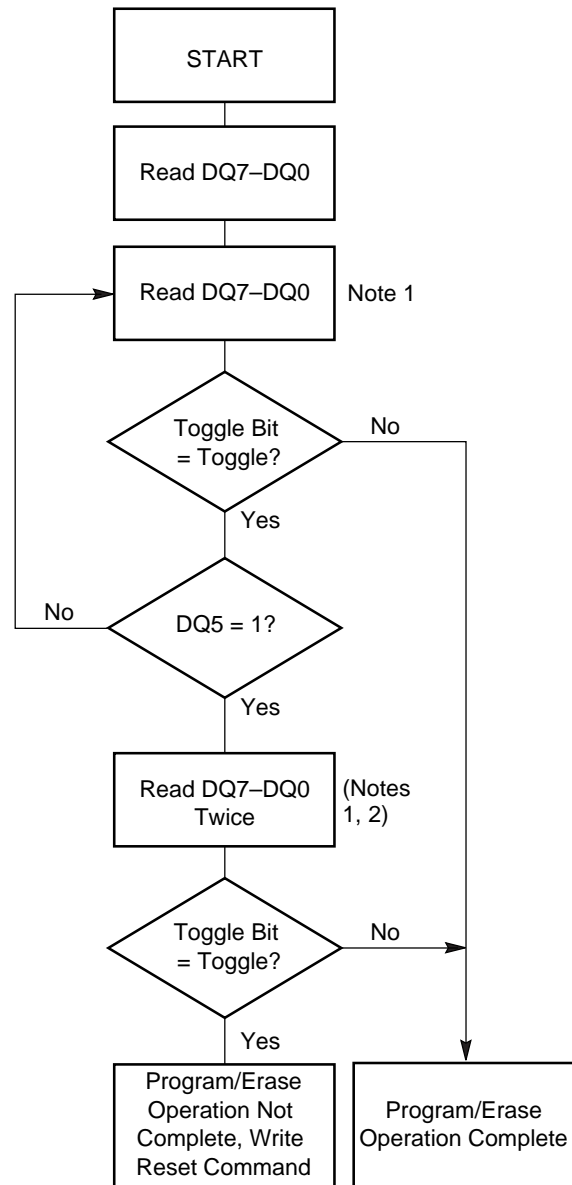 START
Read DQ7–DQ0
Read DQ7–DQ0
Note 1
Toggle Bit
= Toggle?
No
Yes
No
DQ5 = 1?
Yes
Read DQ7–DQ0
Twice
(Notes
1, 2)
Toggle Bit
= Toggle?
No
Yes
Program/Erase
Operation Not
Complete, Write
Reset Command
Program/Erase
Operation Complete